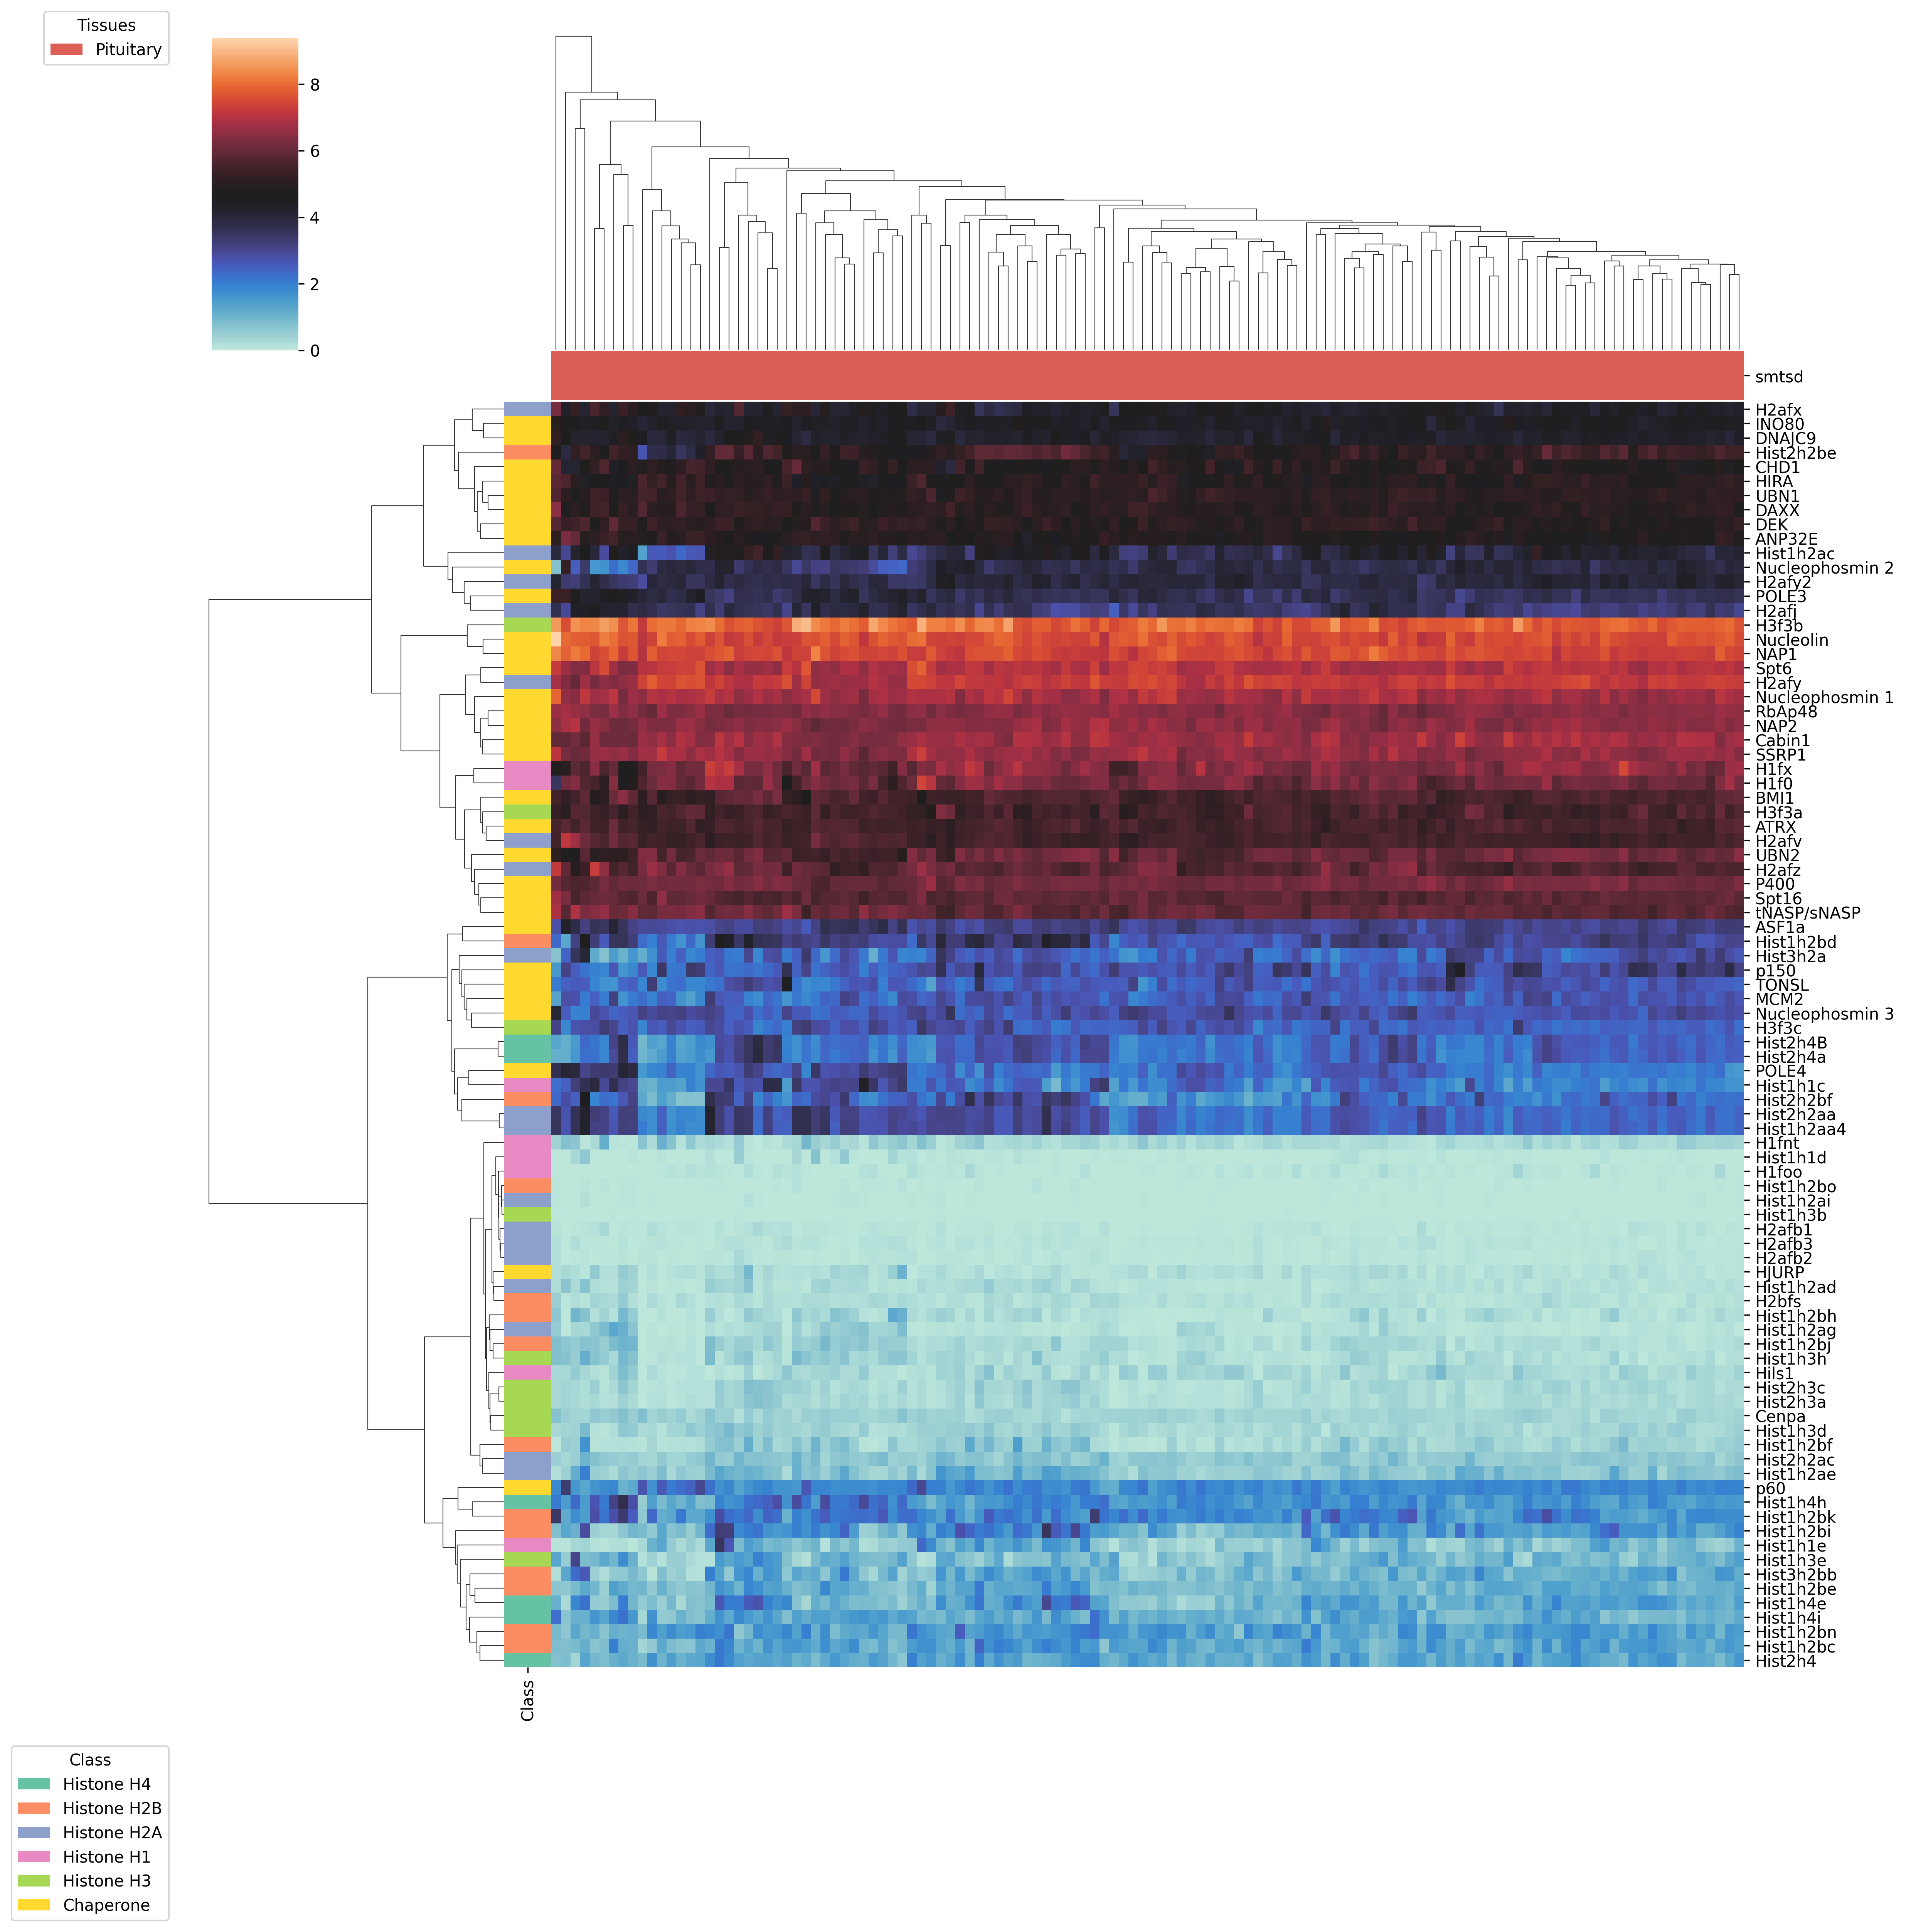 Tissues
Pituitary
8
6
4
2
0
smtsd
H2afx
INO80
DNAJC9
Hist2h2be
CHD1
HIRA
UBN1
DAXX
DEK
ANP32E
Hist1h2ac
Nucleophosmin 2
H2afy2
POLE3
H2afj
H3f3b
Nucleolin
NAP1
Spt6
H2afy
Nucleophosmin 1
RbAp48
NAP2
Cabin1
SSRP1
H1fx
H1f0
BMI1
H3f3a
ATRX
H2afv
UBN2
H2afz
P400
Spt16
tNASP/sNASP
ASF1a
Hist1h2bd
Hist3h2a
p150
TONSL
MCM2
Nucleophosmin 3
H3f3c
Hist2h4B
Hist2h4a
POLE4
Hist1h1c
Hist2h2bf
Hist2h2aa
Hist1h2aa4
H1fnt
Hist1h1d
H1foo
Hist1h2bo
Hist1h2ai
Hist1h3b
H2afb1
H2afb3
H2afb2
HJURP
Hist1h2ad
H2bfs
Hist1h2bh
Hist1h2ag
Hist1h2bj
Hist1h3h
Hils1
Hist2h3c
Hist2h3a
Cenpa
Hist1h3d
Hist1h2bf
Hist2h2ac
Hist1h2ae
p60
Hist1h4h
Hist1h2bk
Hist1h2bi
Hist1h1e
Hist1h3e
Hist3h2bb
Hist1h2be
Hist1h4e
Hist1h4i
Hist1h2bn
Hist1h2bc
Hist2h4
Class
Class
Histone H4
Histone H2B
Histone H2A
Histone H1
Histone H3
Chaperone